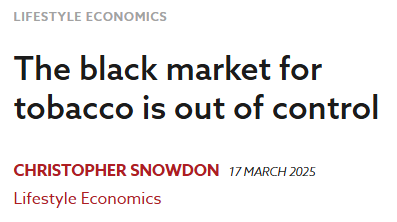 LIFESTYLE ECONOMICS
The black market for
tobacco is out of control
CHRISTOPHER SNOWDON 17 MARCH 2025
Lifestyle Economics